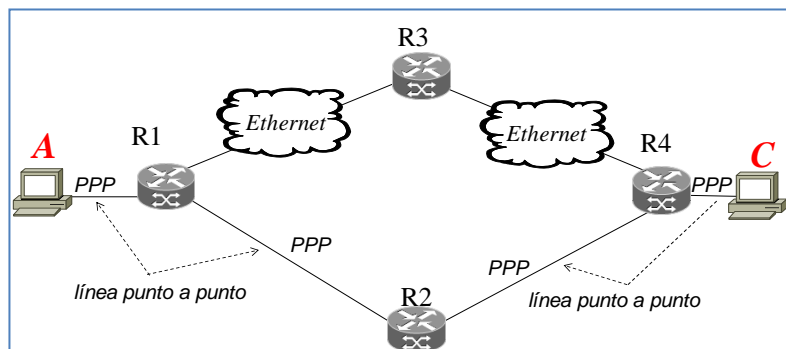 R3
Ethernet
Ethernet
R1
R4
A
C
PPP
PPP
PPP
PPP
línea punto a punto
línea punto a punto
R2